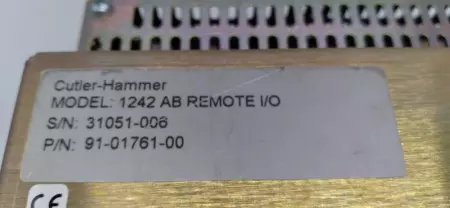 Cutler-Hammer
MODEL: 1242 AB REMOTE I/O
S/N: 31051-006
P/N: 91-01761-00
CE